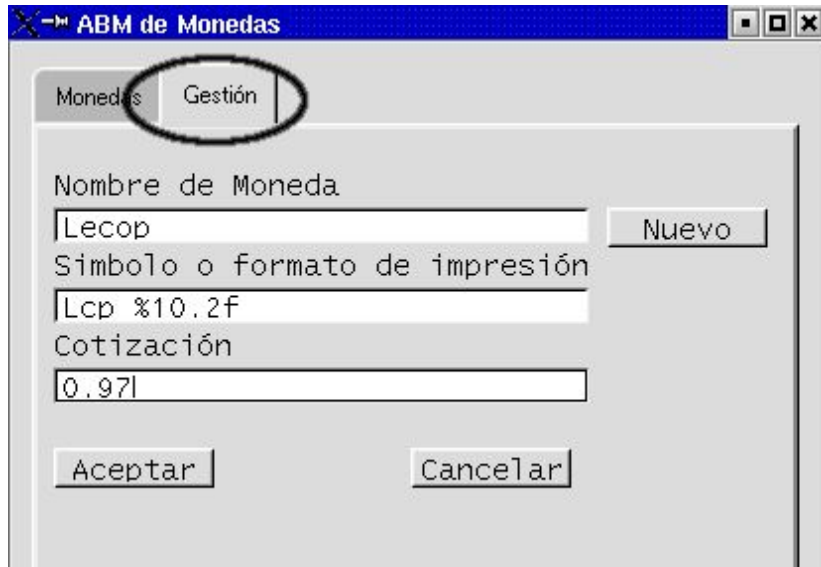 ABM de Monedas
Monedas Gestión
Nombre de Moneda
Lecop
Nuevo
Simbolo o formato de impresión
Lcp %10.2f
Cotización
0.97
Aceptar Cancelar